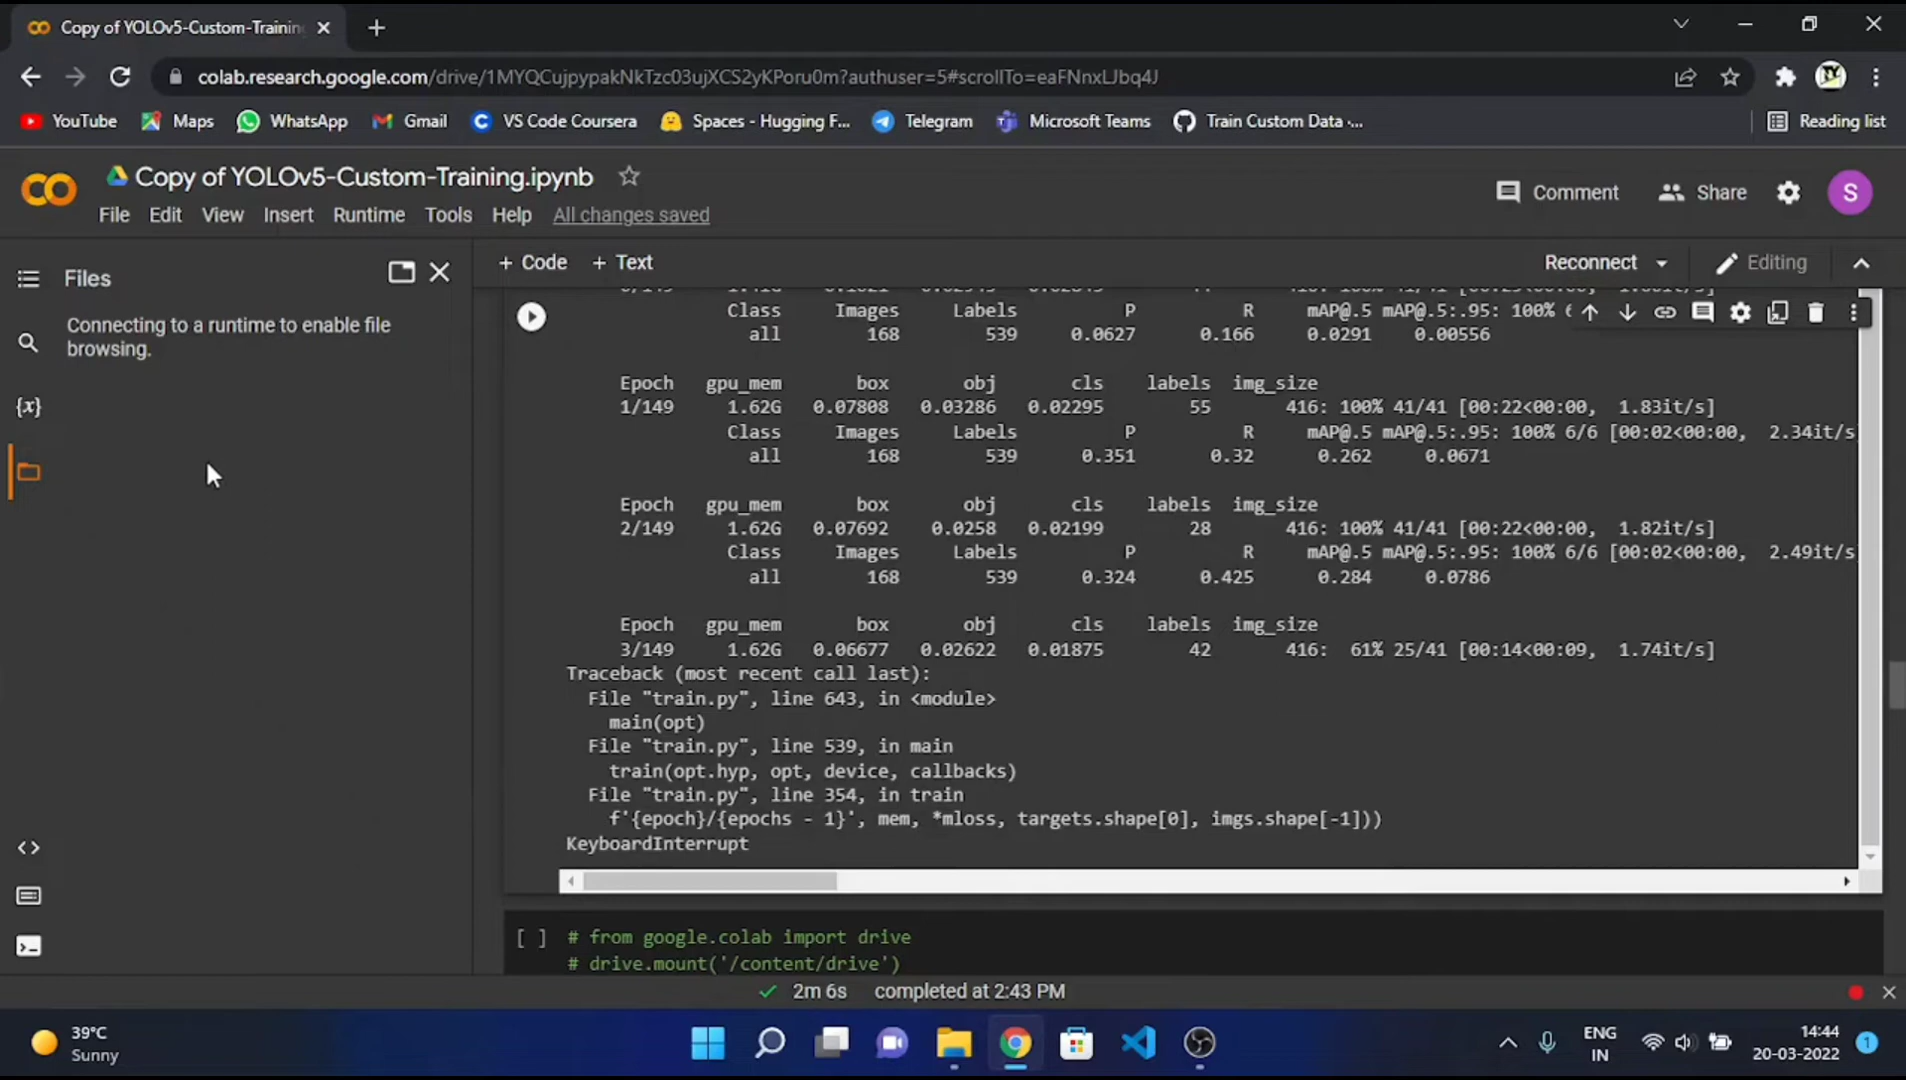 Copy of YOLOv5-Custom-Trainin
colab.research.google.com/drive/1MYQCujpypakNkTzc03ujXCS2yKPoru0m?authuser=5#scrollTo=eaFNnxLJbq4J
YouTube Maps WhatsApp Gmail VS Code Coursera Spaces - Hugging F... Telegram Microsoft Teams Train Custom Data ·... Reading list
Copy of YOLOv5-Custom-Training.ipynb
Comment Share S
File Edit View Insert Runtime Tools Help All changes saved
Files
+ Code + Text Reconnect Editing
Connecting to a runtime to enable file
browsing.
Class Images Labels P R mAP@.5 mAP@.5:.95: 100% 6
all 168 539 0.0627 0.166 0.0291 0.00556
Epoch gpu_mem box obj cls labels img_size
1/149 1.62G 0.07808 0.03286 0.02295 55 416: 100% 41/41 [00:22<00:00, 1.83it/s]
Class Images Labels P R mAP@.5 mAP@.5:.95: 100% 6/6 [00:02<00:00, 2.34it/s
all 168 539 0.351 0.32 0.262 0.0671
Epoch gpu_mem box obj cls labels img_size
2/149 1.62G 0.07692 0.0258 0.02199 28 416: 100% 41/41 [00:22<00:00, 1.82it/s]
Class Images Labels P R mAP@.5 mAP@.5:.95: 100% 6/6 [00:02<00:00, 2.49it/s
all 168 539 0.324 0.425 0.284 0.0786
Epoch gpu_mem box obj cls labels img_size
3/149 1.62G 0.06677 0.02622 0.01875 42 416: 61% 25/41 [00:14<00:09, 1.74it/s]
Traceback (most recent call last):
File "train.py", line 643, in <module>
main(opt)
File "train.py", line 539, in main
train(opt.hyp, opt, device, callbacks)
File "train.py", line 354, in train
f'{epoch}/{epochs - 1}', mem, *mloss, targets.shape[0], imgs.shape[-1]))
KeyboardInterrupt
[ ] # from google.colab import drive
# drive.mount('/content/drive')
2m 6s completed at 2:43 PM
39°C
Sunny
ENG
IN
14:44
20-03-2022
1